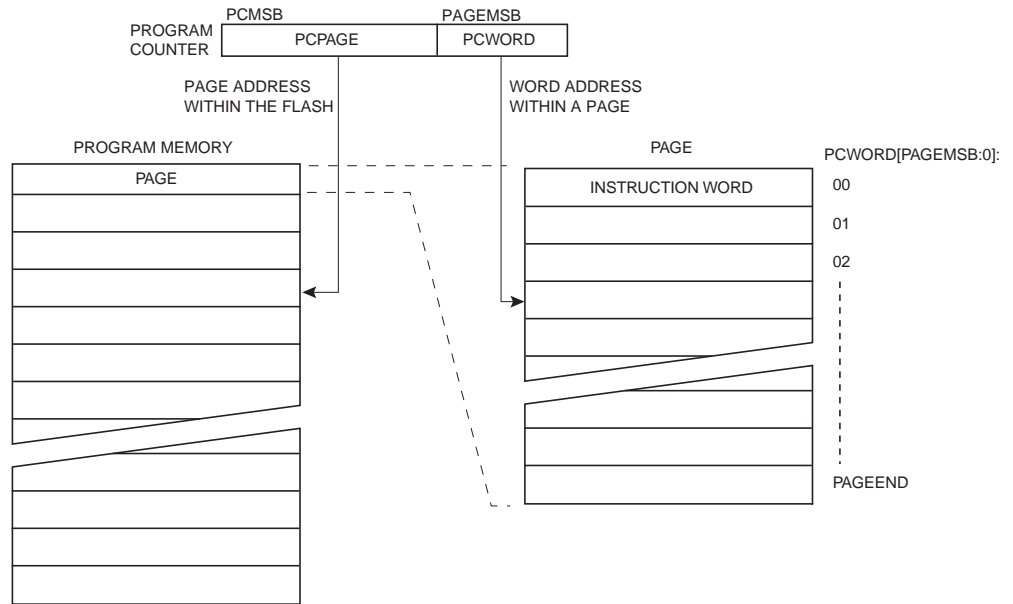 PCMSB
PAGEMSB
PROGRAM
COUNTER
PCPAGE
PCWORD
PAGE ADDRESS
WITHIN THE FLASH
WORD ADDRESS
WITHIN A PAGE
PROGRAM MEMORY
PAGE
PAGE
PCWORD[PAGEMSB:0]:
INSTRUCTION WORD
00
01
02
PAGEEND